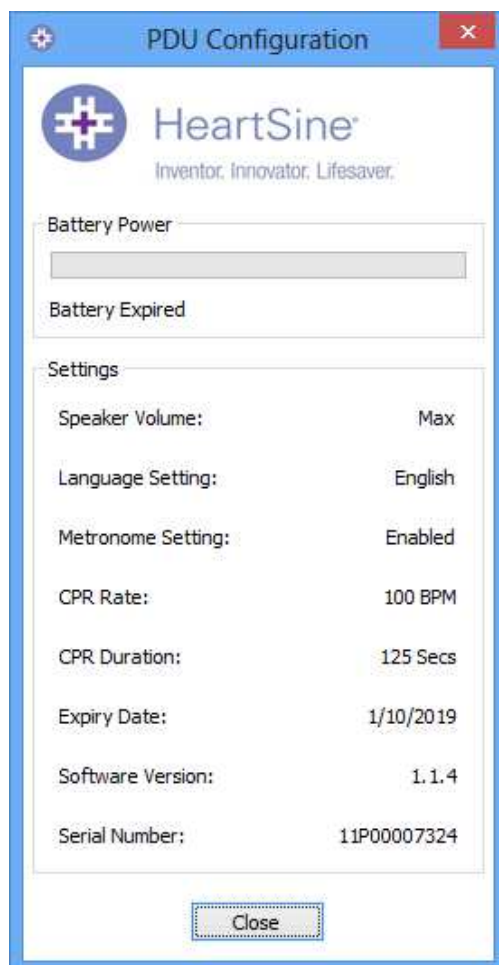 PDU Configuration
HeartSine®
Inventor. Innovator. Lifesaver.
Battery Power
Battery Expired
Settings
Speaker Volume: Max
Language Setting: English
Metronome Setting: Enabled
CPR Rate: 100 BPM
CPR Duration: 125 Secs
Expiry Date: 1/10/2019
Software Version: 1.1.4
Serial Number: 11P00007324
Close